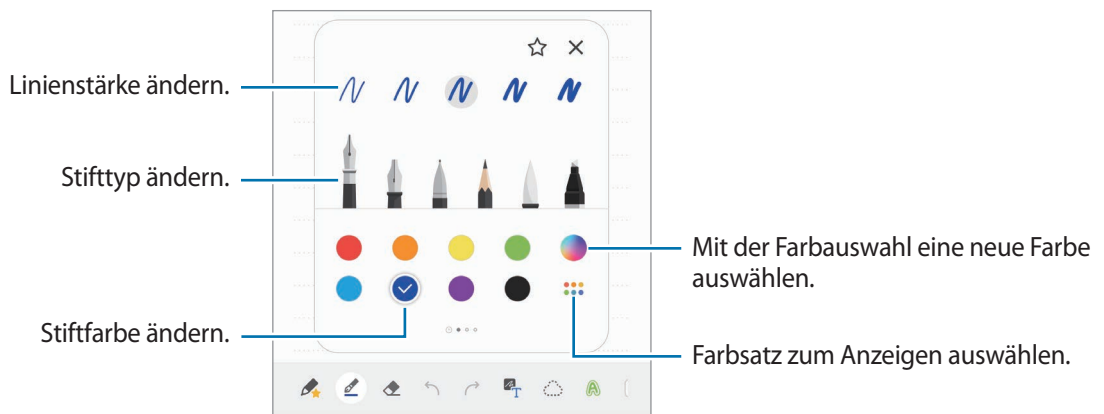 Linienstärke ändern.
Stifttyp ändern.
Mit der Farbauswahl eine neue Farbe
auswählen.
Stiftfarbe ändern.
Farbsatz zum Anzeigen auswählen.